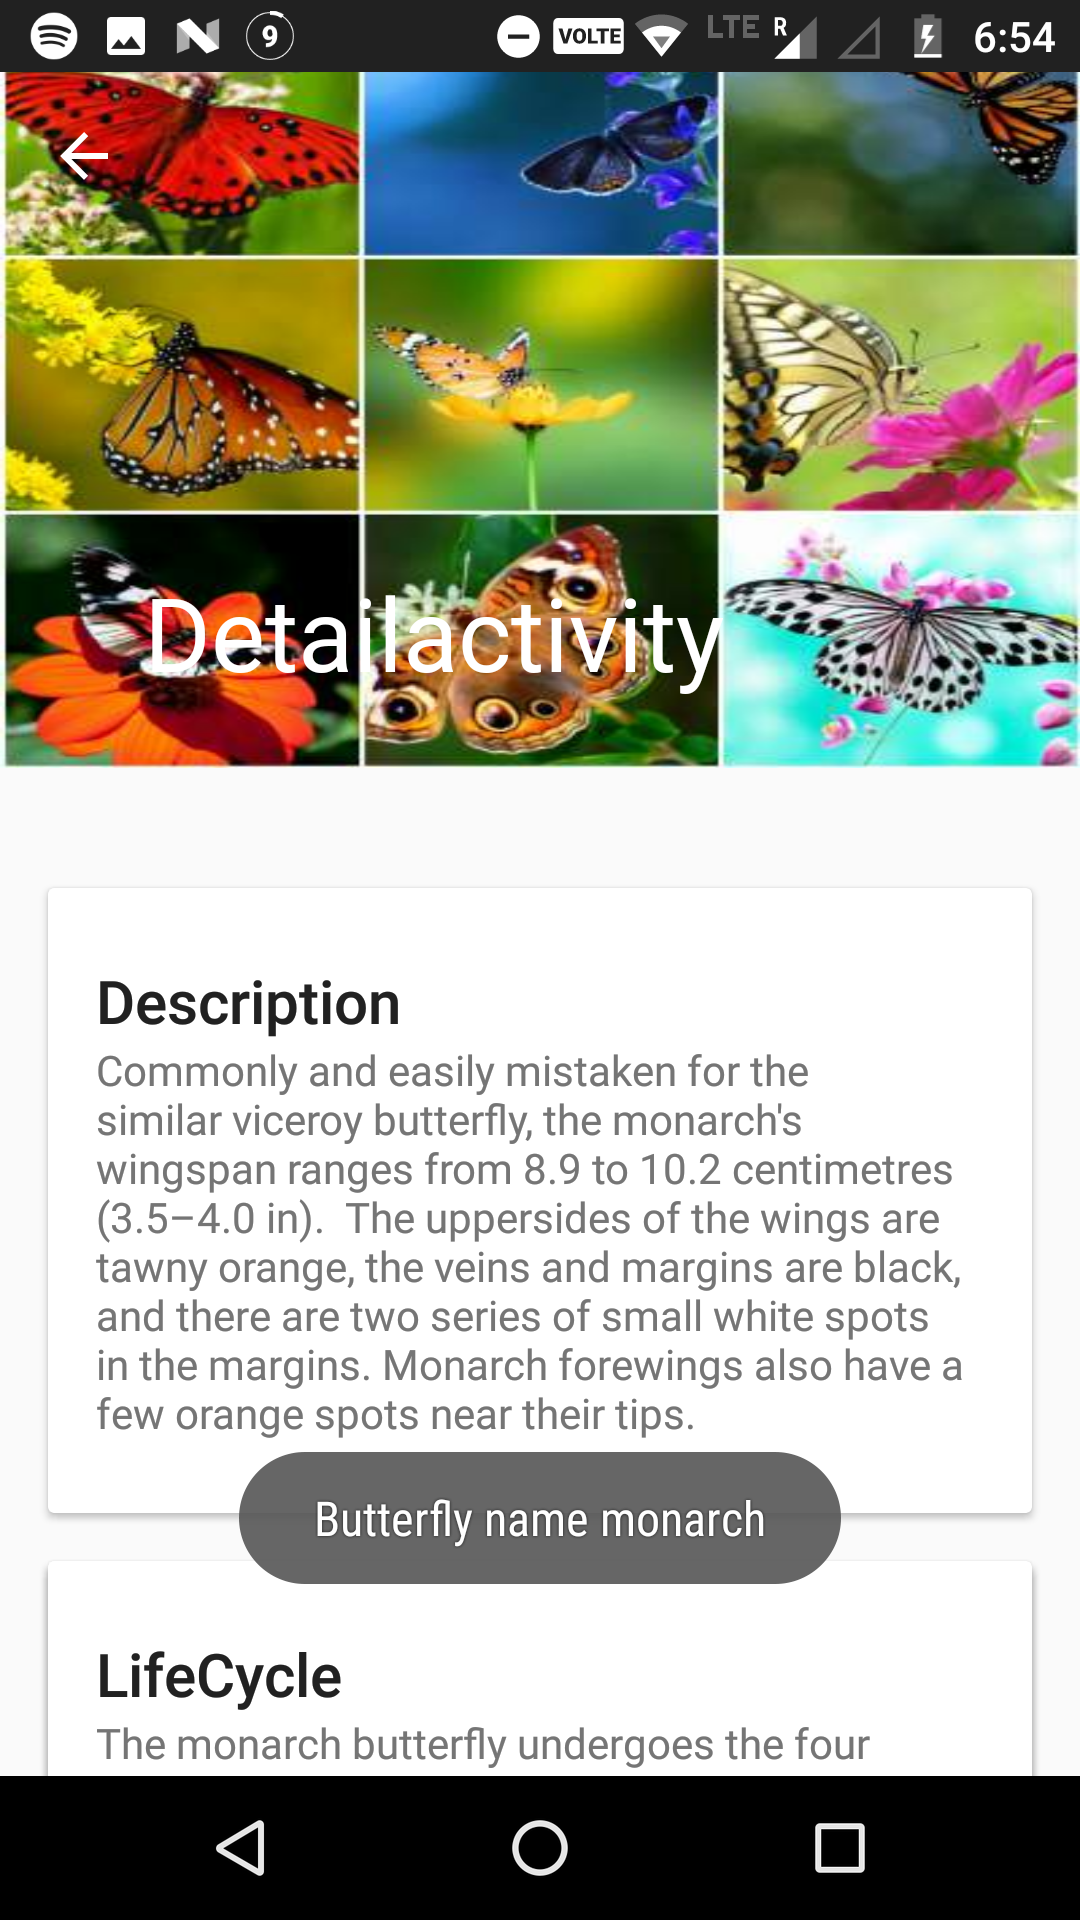 9 VOLTE LTE R 6:54
Detailactivity
Description
Commonly and easily mistaken for the
similar viceroy butterfly, the monarch's
wingspan ranges from 8.9 to 10.2 centimetres
(3.5–4.0 in).  The uppersides of the wings are
tawny orange, the veins and margins are black,
and there are two series of small white spots
in the margins. Monarch forewings also have a
few orange spots near their tips.
Butterfly name monarch
LifeCycle
The monarch butterfly undergoes the four